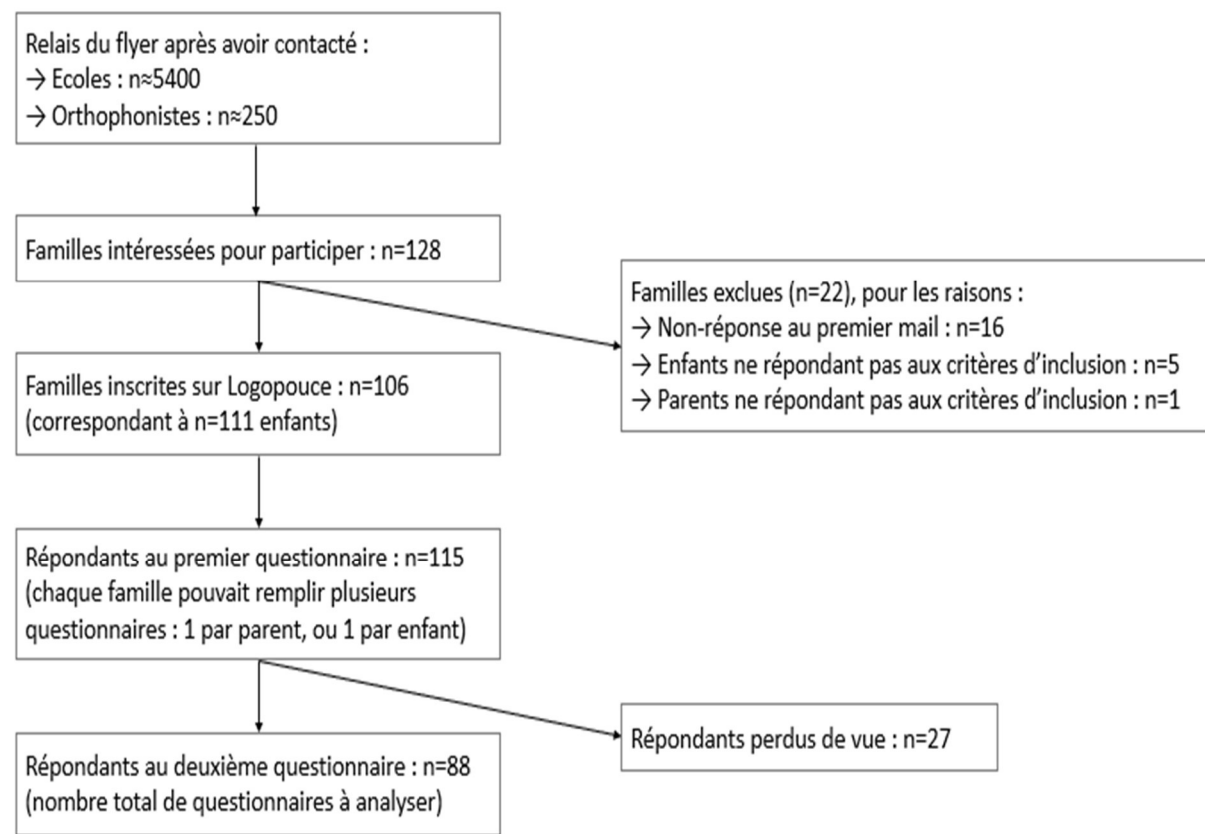 Relais du flyer après avoir contacté :
→ Ecoles : n≈5400
→ Orthophonistes : n≈250
Familles intéressées pour participer : n=128
Familles exclues (n=22), pour les raisons :
→ Non-réponse au premier mail : n=16
→ Enfants ne répondant pas aux critères d’inclusion : n=5
→ Parents ne répondant pas aux critères d’inclusion : n=1
Familles inscrites sur Logopouce : n=106
(correspondant à n=111 enfants)
Répondants au premier questionnaire : n=115
(chaque famille pouvait remplir plusieurs
questionnaires : 1 par parent, ou 1 par enfant)
Répondants perdus de vue : n=27
Répondants au deuxième questionnaire : n=88
(nombre total de questionnaires à analyser)